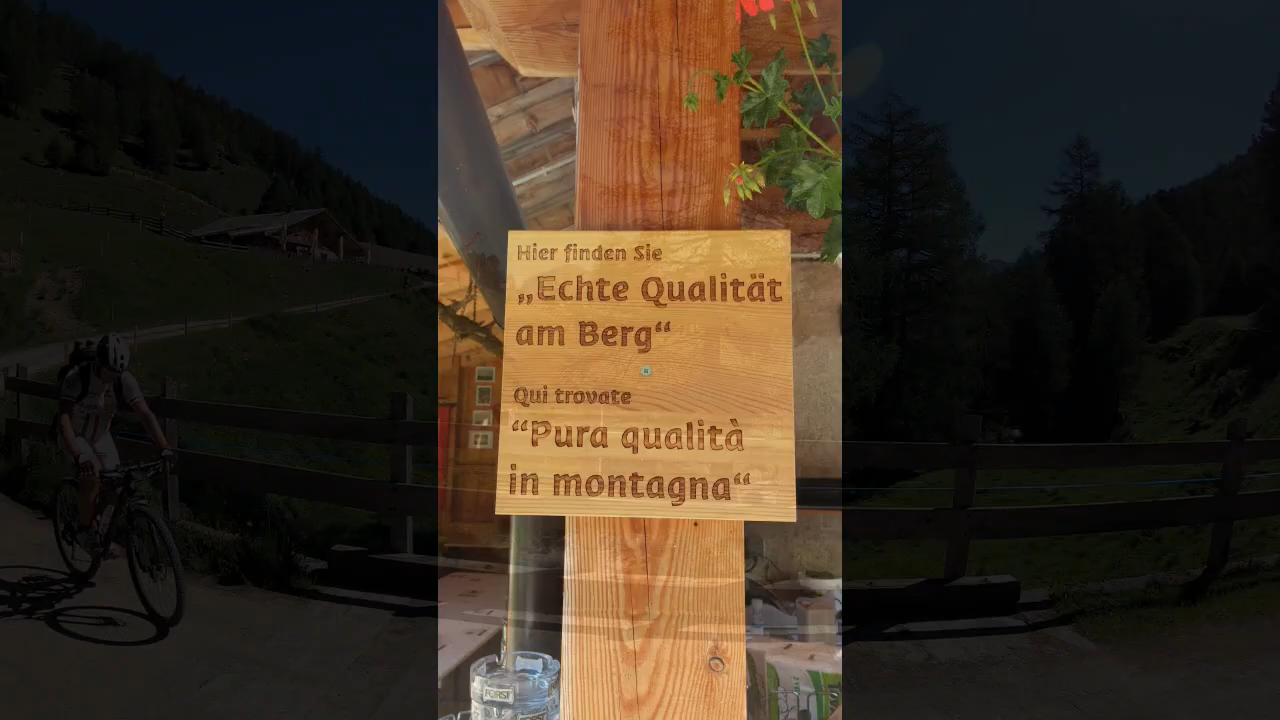 Hier finden Sie
„Echte Qualität
am Berg“
Qui trovate
“Pura qualità
in montagna“
FORST